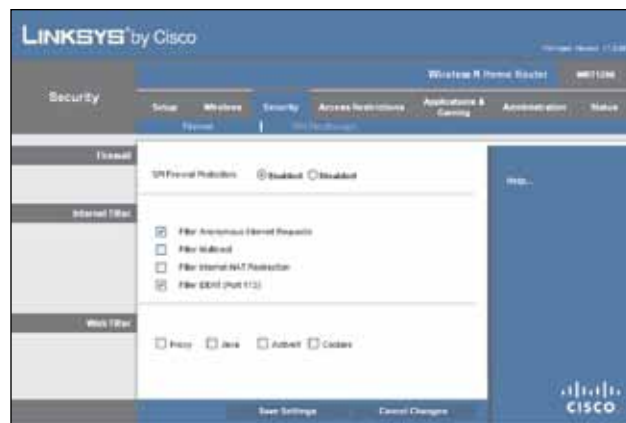 LINKSYS® by Cisco
Wireless-N Home Router
Security
Setup Wireless Security Access Restrictions Applications & Gaming Administration Status
Firewall | VPN Passthrough
Firewall
SPI Firewall Protection: Enabled Disabled
Help...
Internet Filter
Filter Anonymous Internet Requests
Filter Multicast
Filter Internet NAT Redirection
Filter IDENT (Port 113)
Web Filter
Proxy Java ActiveX Cookies
Save Settings Cancel Changes
CISCO